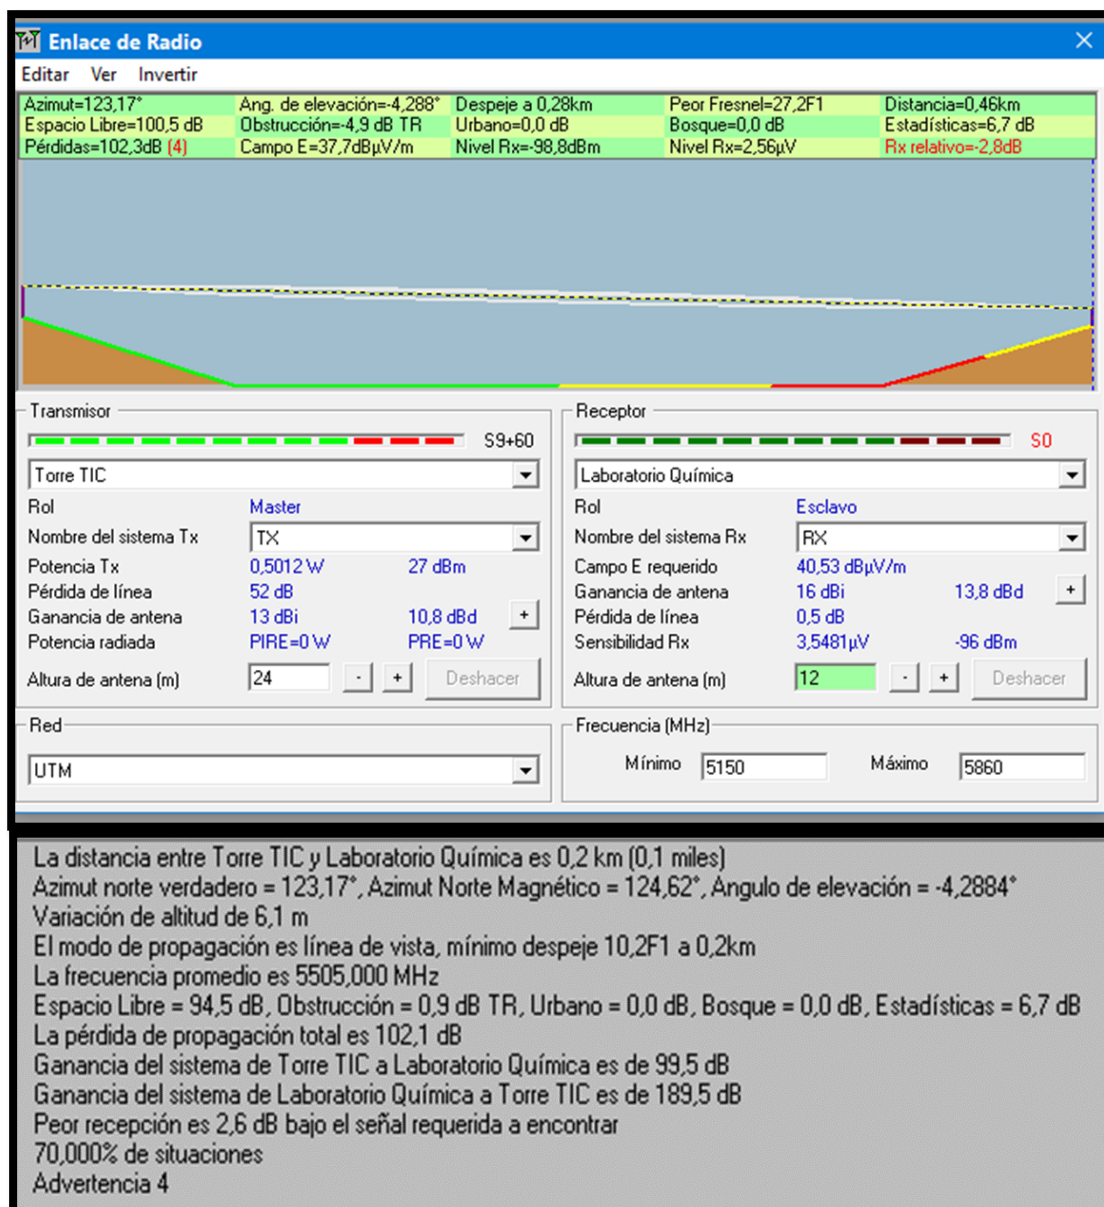 Enlace de Radio
Editar Ver Invertir
Azimut=123,17° Ang. de elevación=-4,288° Despeje a 0,28km Peor Fresnel=27,2F1 Distancia=0,46km
Espacio Libre=100,5 dB Obstrucción=-4,9 dB TR Urbano=0,0 dB Bosque=0,0 dB Estadísticas=6,7 dB
Pérdidas=102,3dB (4) Campo E=37,7dBµV/m Nivel Rx=-98,8dBm Nivel Rx=2,56µV Rx relativo=-2,8dB
Transmisor
S9+60
Torre TIC
Rol Master
Nombre del sistema Tx TX
Potencia Tx 0,5012 W 27 dBm
Pérdida de línea 52 dB
Ganancia de antena 13 dBi 10,8 dBd +
Potencia radiada PIRE=0 W PRE=0 W
Altura de antena (m) 24 - + Deshacer
Receptor
S0
Laboratorio Química
Rol Esclavo
Nombre del sistema Rx RX
Campo E requerido 40,53 dBµV/m
Ganancia de antena 16 dBi 13,8 dBd +
Pérdida de línea 0,5 dB
Sensibilidad Rx 3,5481µV -96 dBm
Altura de antena (m) 12 - + Deshacer
Red
UTM
Frecuencia (MHz)
Mínimo 5150 Máximo 5860
La distancia entre Torre TIC y Laboratorio Química es 0,2 km (0,1 miles)
Azimut norte verdadero = 123,17°, Azimut Norte Magnético = 124,62°, Angulo de elevación = -4,2884°
Variación de altitud de 6,1 m
El modo de propagación es línea de vista, mínimo despeje 10,2F1 a 0,2km
La frecuencia promedio es 5505,000 MHz
Espacio Libre = 94,5 dB, Obstrucción = 0,9 dB TR, Urbano = 0,0 dB, Bosque = 0,0 dB, Estadísticas = 6,7 dB
La pérdida de propagación total es 102,1 dB
Ganancia del sistema de Torre TIC a Laboratorio Química es de 99,5 dB
Ganancia del sistema de Laboratorio Química a Torre TIC es de 189,5 dB
Peor recepción es 2,6 dB bajo el señal requerida a encontrar
70,000% de situaciones
Advertencia 4